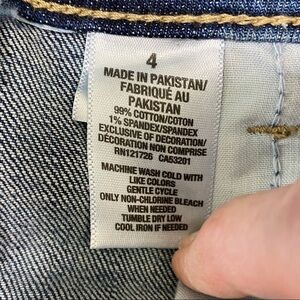 4
MADE IN PAKISTAN/
FABRIQUÉ AU
PAKISTAN
99% COTTON/COTON
1% SPANDEX/SPANDEX
EXCLUSIVE OF DECORATION/
DÉCORATION NON COMPRISE
RN121726 CA53201
MACHINE WASH COLD WITH
LIKE COLORS
GENTLE CYCLE
ONLY NON-CHLORINE BLEACH
WHEN NEEDED
TUMBLE DRY LOW
COOL IRON IF NEEDED